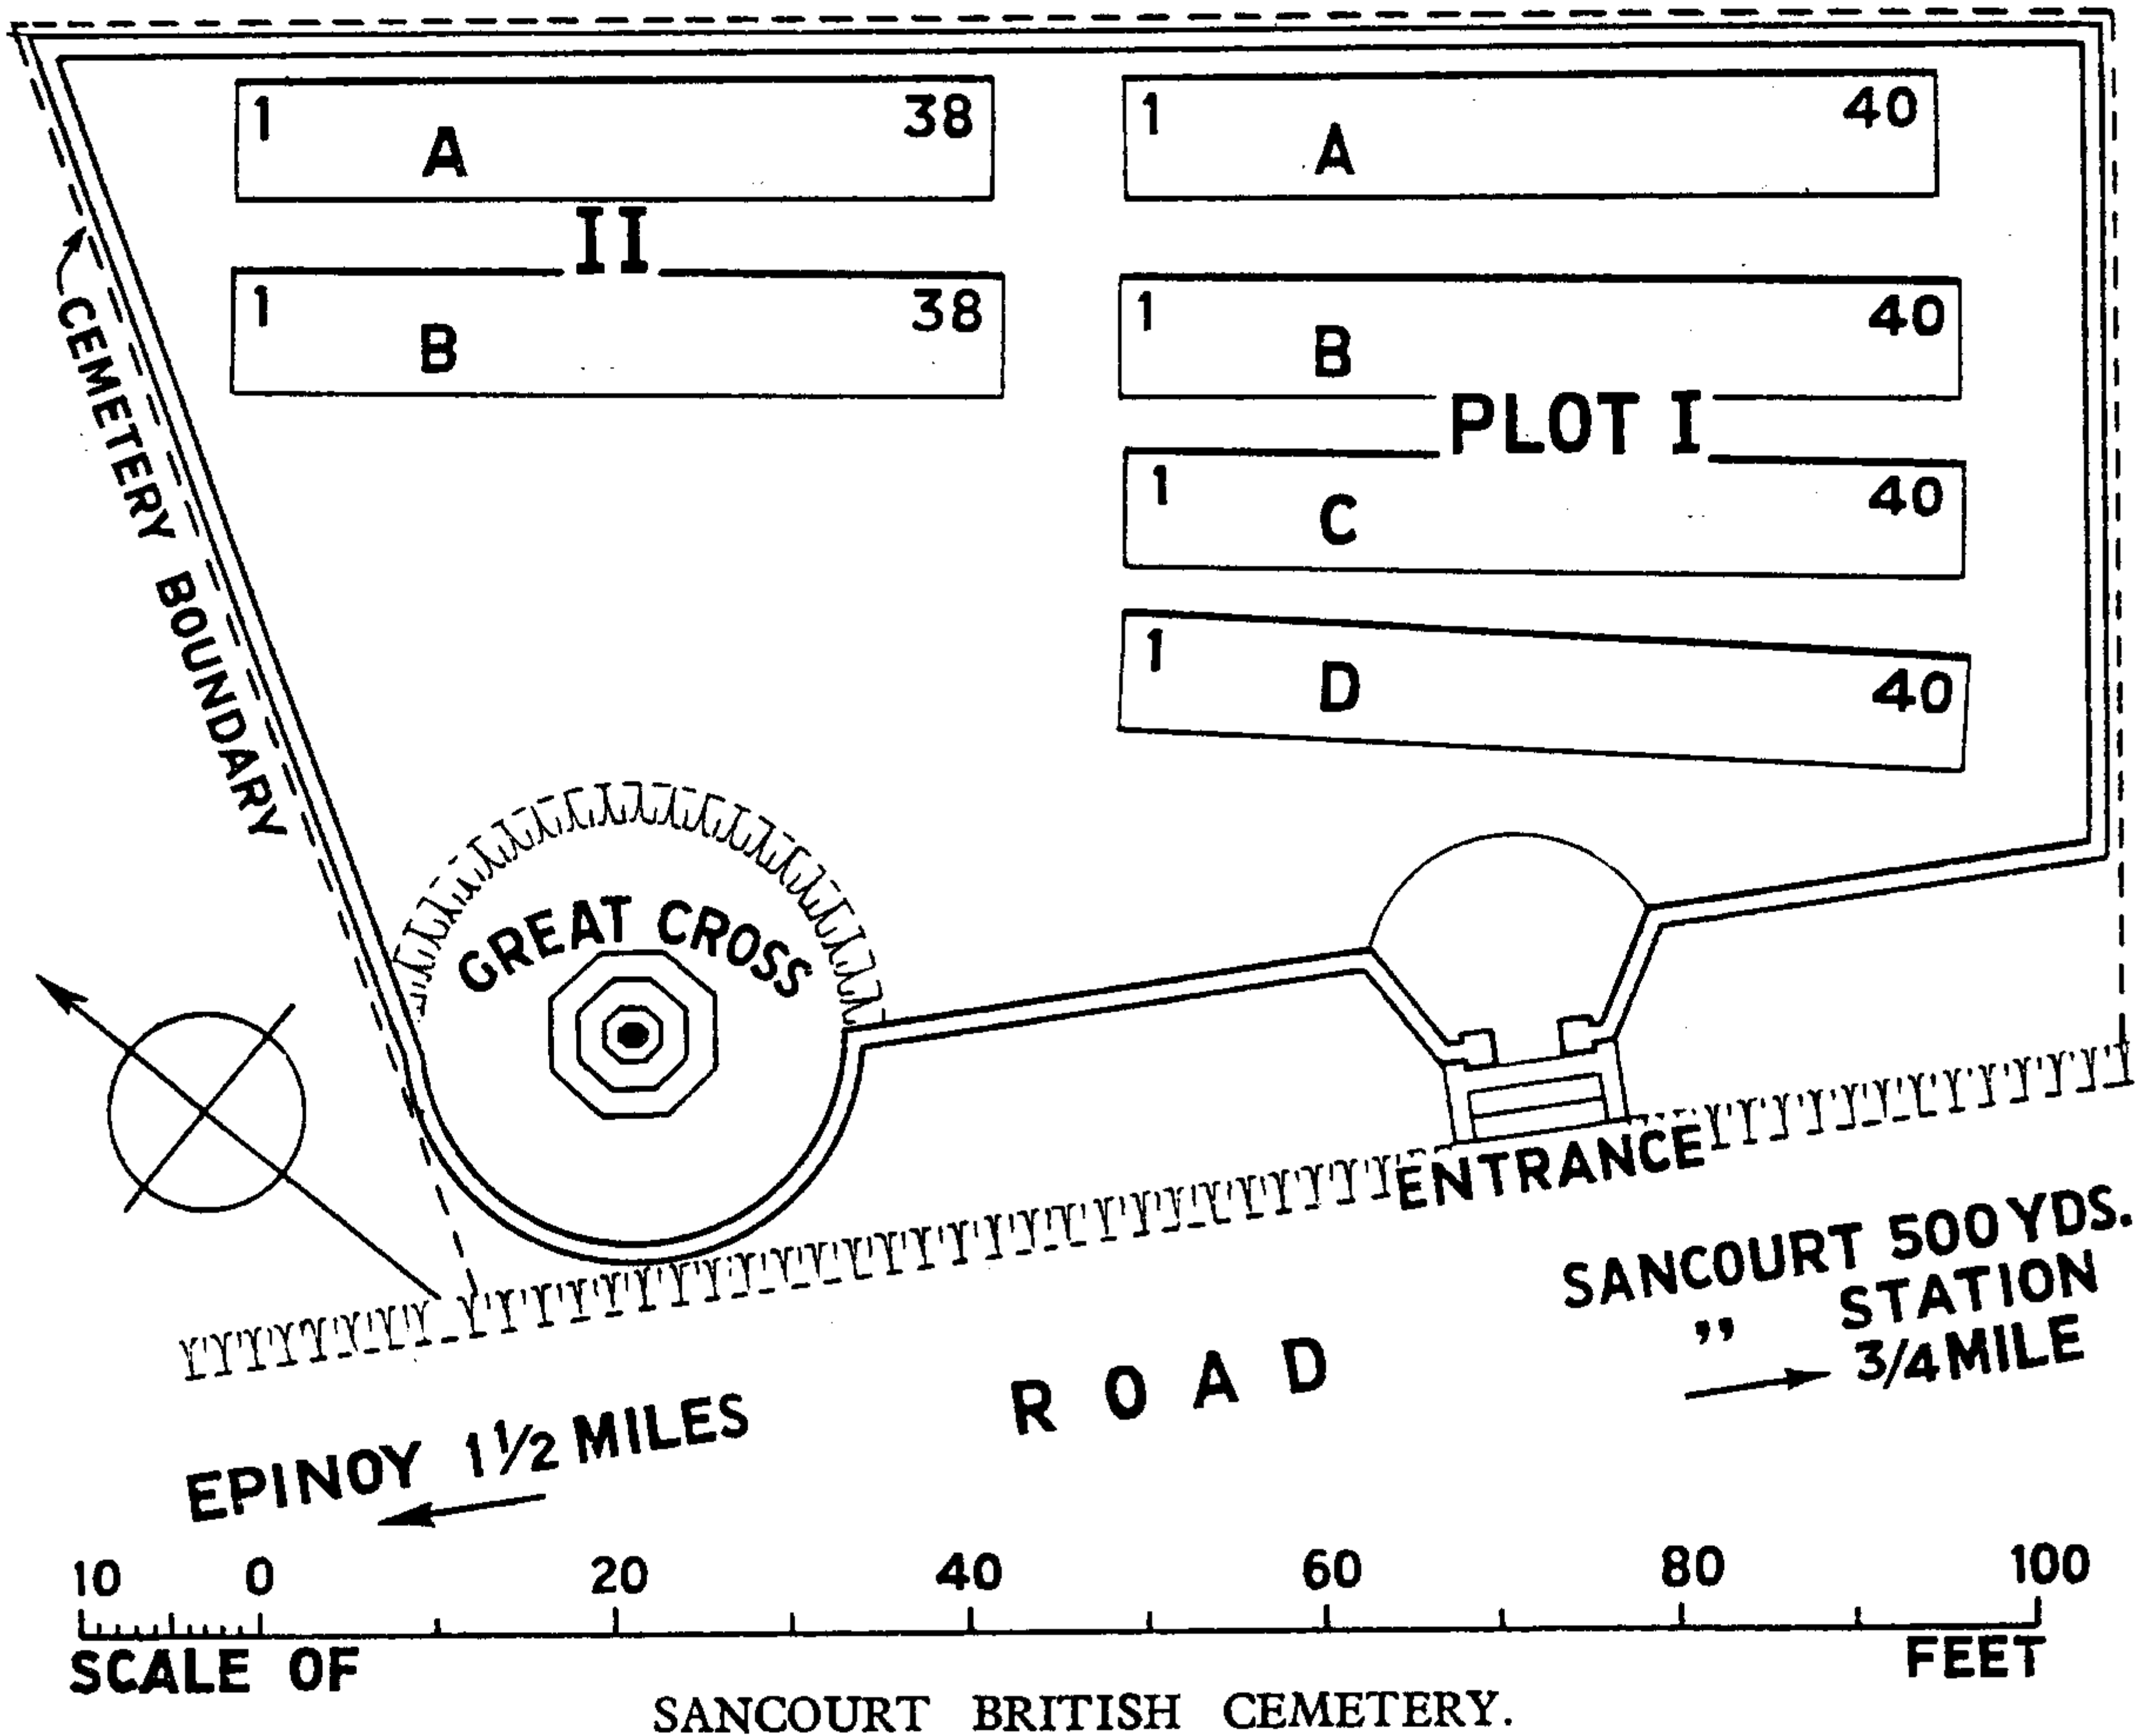 1 A 38
1 A 40
II
1 B 38
1 B 40
PLOT I
1 C 40
1 D 40
CEMETERY BOUNDARY
GREAT CROSS
ENTRANCE
SANCOURT 500 YDS.
” STATION
3/4 MILE
ROAD
EPINOY 1½ MILES
10 0 20 40 60 80 100
SCALE OF FEET
SANCOURT BRITISH CEMETERY.